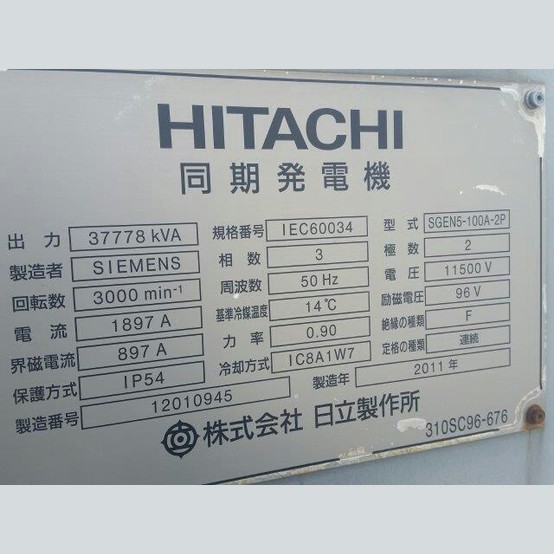 HITACHI
同期発電機
出力 37778 kVA 規格番号 IEC60034 型式 SGEN5-100A-2P
製造者 SIEMENS 相数 3 極数 2
回転数 3000 min⁻¹ 周波数 50 Hz 電圧 11500 V
電流 1897 A 基準冷媒温度 14℃ 励磁電圧 96 V
界磁電流 897 A 力率 0.90 絶縁の種類 F
保護方式 IP54 冷却方式 IC8A1W7 定格の種類 連続
製造番号 12010945 製造年 2011年
株式会社 日立製作所
310SC96-676